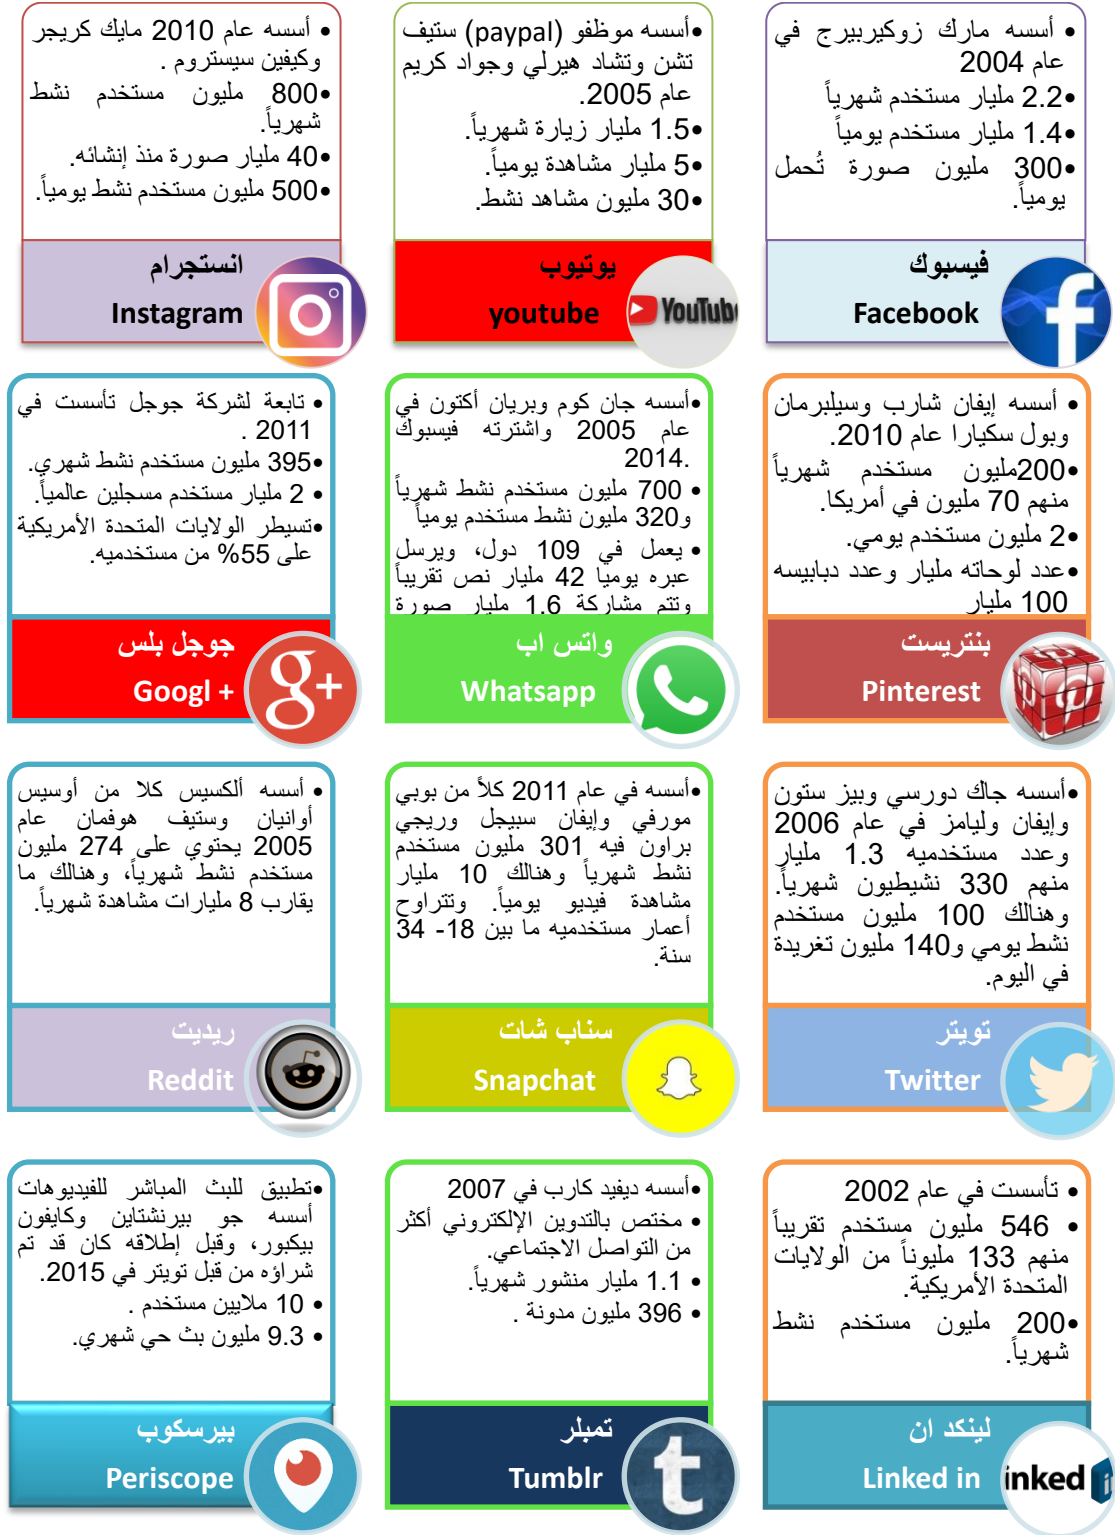 • أسسه مارك زوكيربيرج في
عام 2004
•2.2 مليار مستخدم شهرياً
•1.4 مليار مستخدم يومياً
•300 مليون صورة تُحمل
يومياً.
فيسبوك
Facebook
•أسسه موظفو (paypal) ستيف
تشن وتشاد هيرلي وجواد كريم
عام 2005.
•1.5 مليار زيارة شهرياً.
•5 مليار مشاهدة يومياً.
•30 مليون مشاهد نشط.
يوتيوب
youtube
YouTub
• أسسه عام 2010 مايك كريجر
وكيفين سيستروم .
•800 مليون مستخدم نشط
شهرياً.
•40 مليار صورة منذ إنشائه.
•500 مليون مستخدم نشط يومياً.
انستجرام
Instagram
• أسسه إيفان شارب وسيلبرمان
وبول سكيارا عام 2010.
•200مليون مستخدم شهرياً
منهم 70 مليون في أمريكا.
•2 مليون مستخدم يومي.
•عدد لوحاته مليار وعدد دبابيسه
100 مليار
بنتريست
Pinterest
•أسسه جان كوم وبريان أكتون في
عام 2005 واشترته فيسبوك
2014.
• 700 مليون مستخدم نشط شهرياً
و320 مليون نشط مستخدم يومياً
• يعمل في 109 دول، ويرسل
عبره يوميا 42 مليار نص تقريباً
وتتم مشاركة 1.6 مليار صورة
واتس اب
Whatsapp
• تابعة لشركة جوجل تأسست في
2011 .
•395 مليون مستخدم نشط شهري.
• 2 مليار مستخدم مسجلين عالمياً.
•تسيطر الولايات المتحدة الأمريكية
على 55% من مستخدميه.
جوجل بلس
Googl +
g+
•أسسه جاك دورسي وبيز ستون
وإيفان وليامز في عام 2006
وعدد مستخدميه 1.3 مليار
منهم 330 نشيطيون شهرياً.
وهنالك 100 مليون مستخدم
نشط يومي و140 مليون تغريدة
في اليوم.
تويتر
Twitter
•أسسه في عام 2011 كلاً من بوبي
مورفي وإيفان سبيجل وريجي
براون فيه 301 مليون مستخدم
نشط شهرياً وهنالك 10 مليار
مشاهدة فيديو يومياً. وتتراوح
أعمار مستخدميه ما بين 18- 34
سنة.
سناب شات
Snapchat
• أسسه ألكسيس كلا من أوسيس
أوانيان وستيف هوفمان عام
2005 يحتوي على 274 مليون
مستخدم نشط شهرياً، وهنالك ما
يقارب 8 مليارات مشاهدة شهرياً.
ريديت
Reddit
• تأسست في عام 2002
• 546 مليون مستخدم تقريباً
منهم 133 مليوناً من الولايات
المتحدة الأمريكية.
•200 مليون مستخدم نشط
شهرياً.
لينكد ان
Linked in
inked in
•أسسه ديفيد كارب في 2007
• مختص بالتدوين الإلكتروني أكثر
من التواصل الاجتماعي.
• 1.1 مليار منشور شهرياً.
• 396 مليون مدونة .
تمبلر
Tumblr
•تطبيق للبث المباشر للفيديوهات
أسسه جو بيرنشتاين وكايفون
بيكبور، وقبل إطلاقه كان قد تم
شراؤه من قبل تويتر في 2015.
• 10 ملايين مستخدم .
• 9.3 مليون بث حي شهري.
بيرسكوب
Periscope